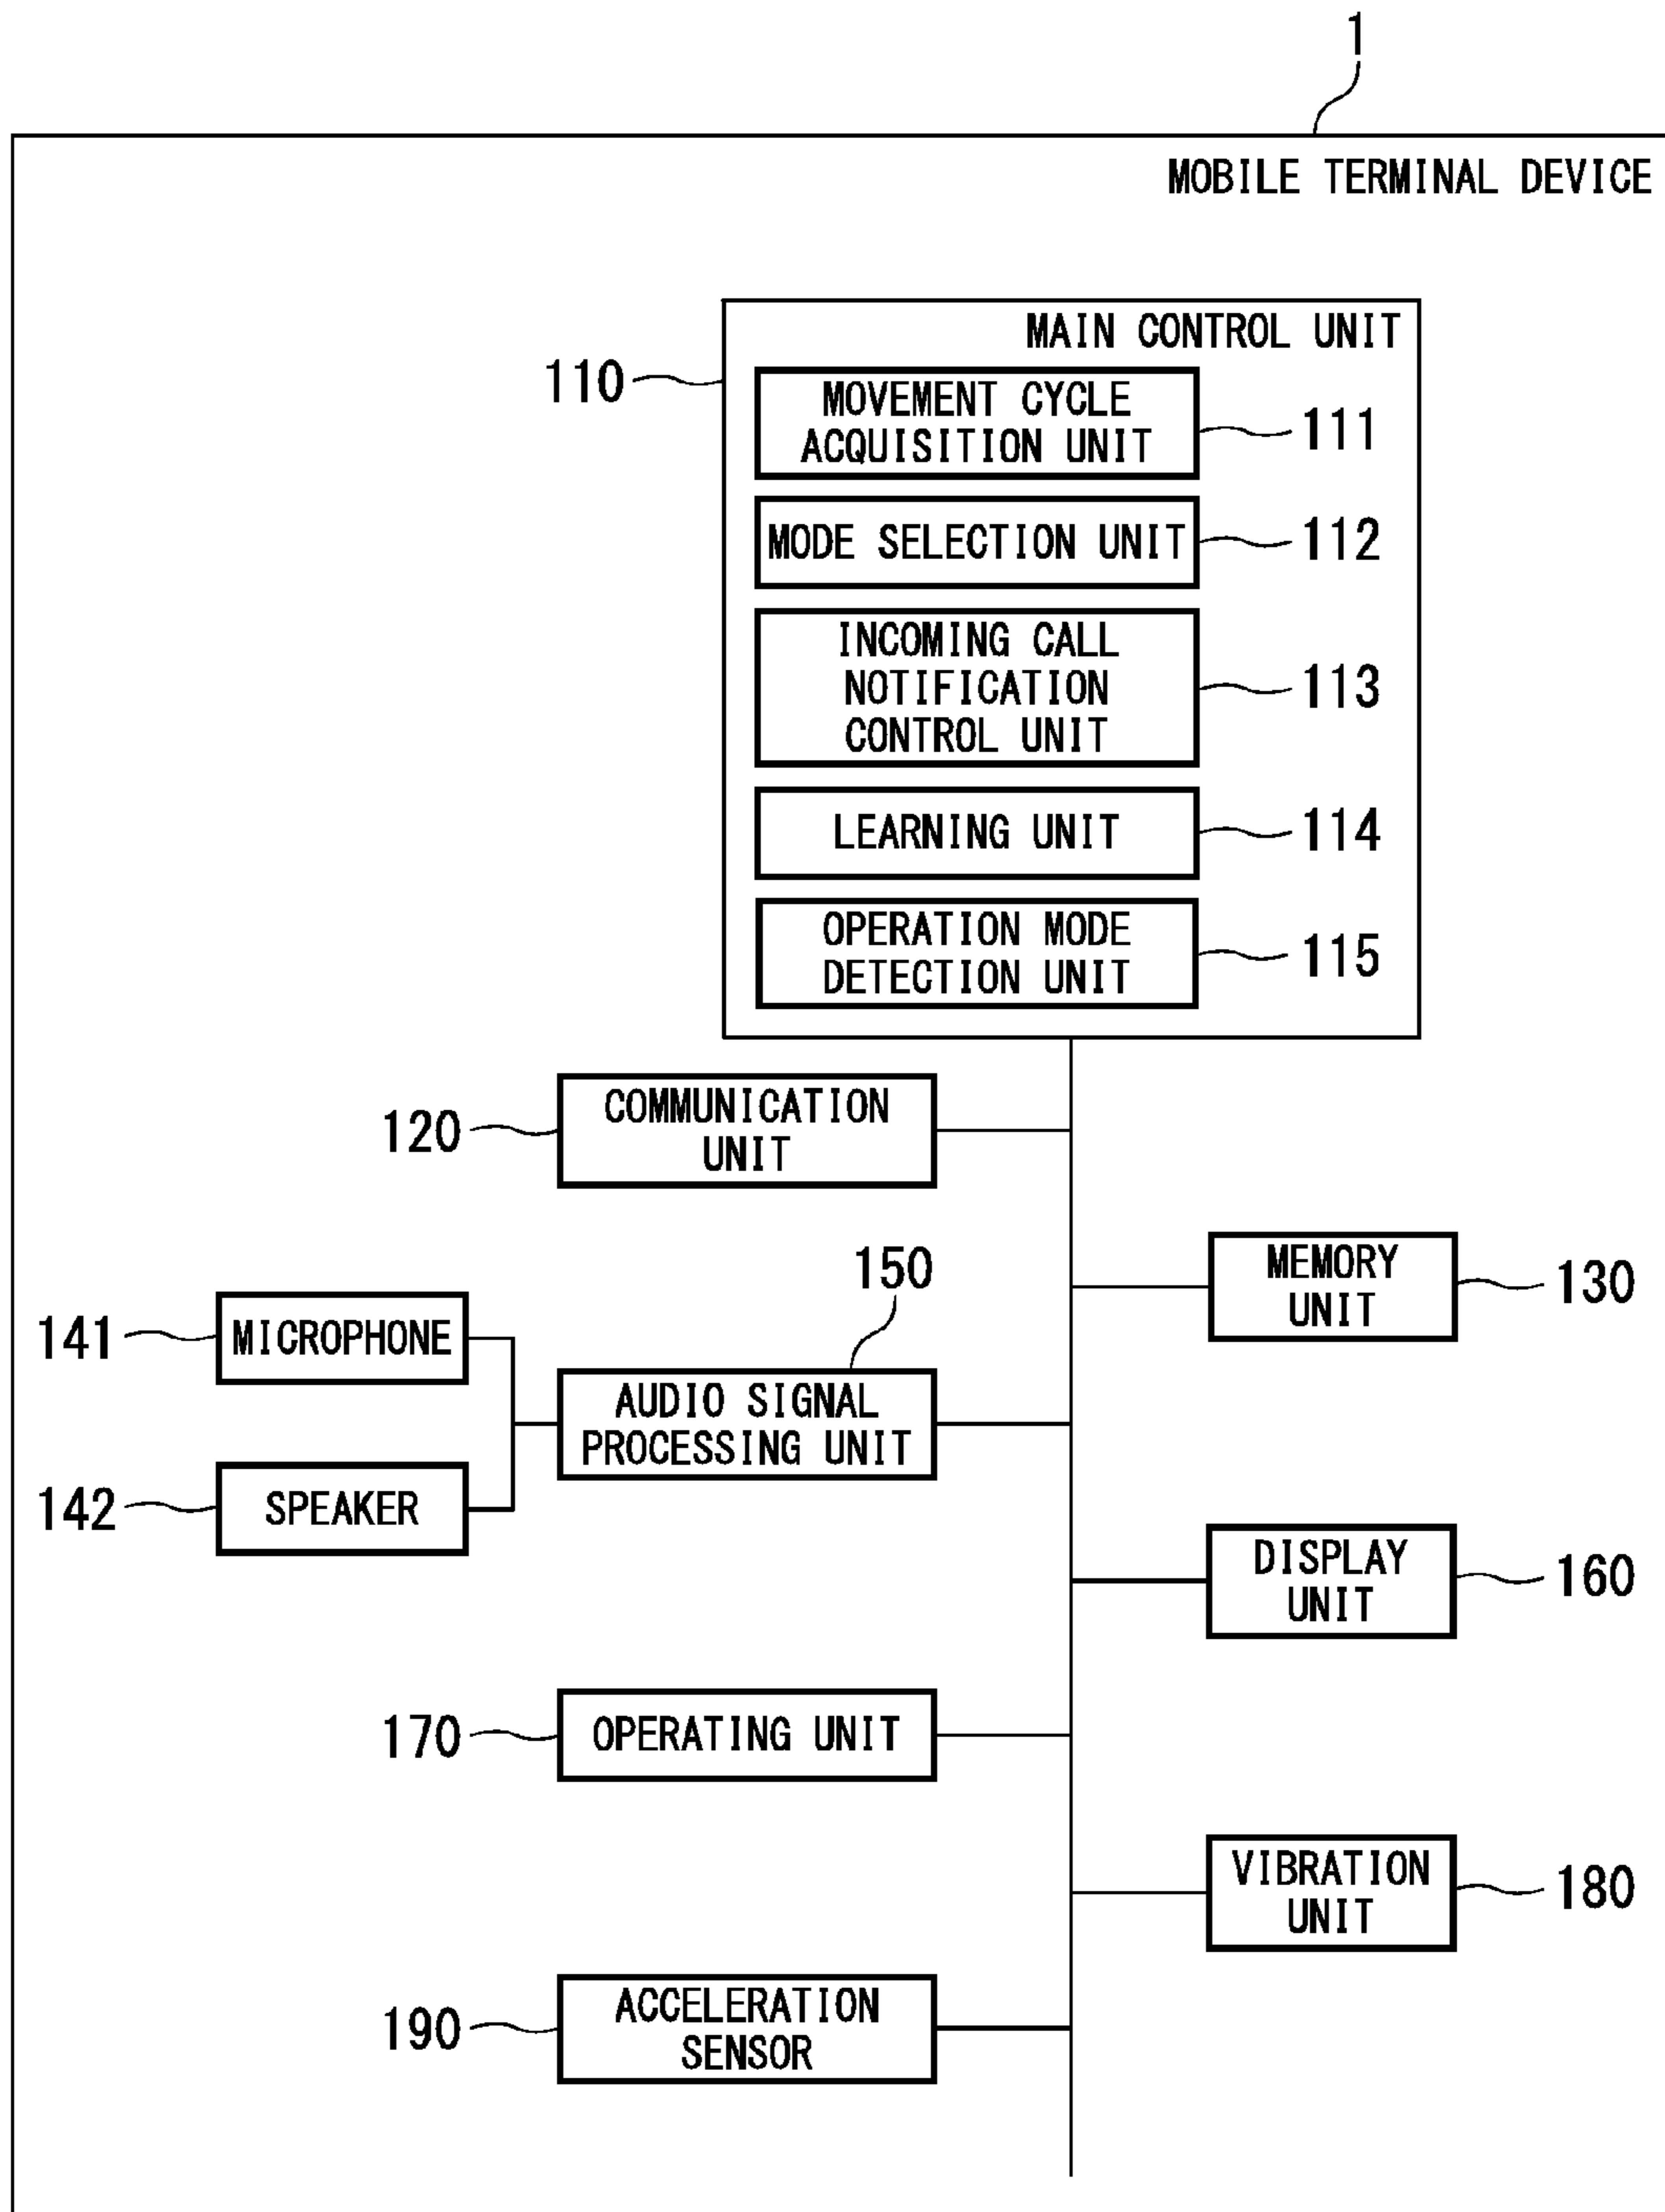 1
MOBILE TERMINAL DEVICE
MAIN CONTROL UNIT
110
MOVEMENT CYCLE
ACQUISITION UNIT
111
MODE SELECTION UNIT
112
INCOMING CALL
NOTIFICATION
CONTROL UNIT
113
LEARNING UNIT
114
OPERATION MODE
DETECTION UNIT
115
120
COMMUNICATION
UNIT
MEMORY
UNIT
130
141
MICROPHONE
150
AUDIO SIGNAL
PROCESSING UNIT
142
SPEAKER
DISPLAY
UNIT
160
170
OPERATING UNIT
VIBRATION
UNIT
180
190
ACCELERATION
SENSOR